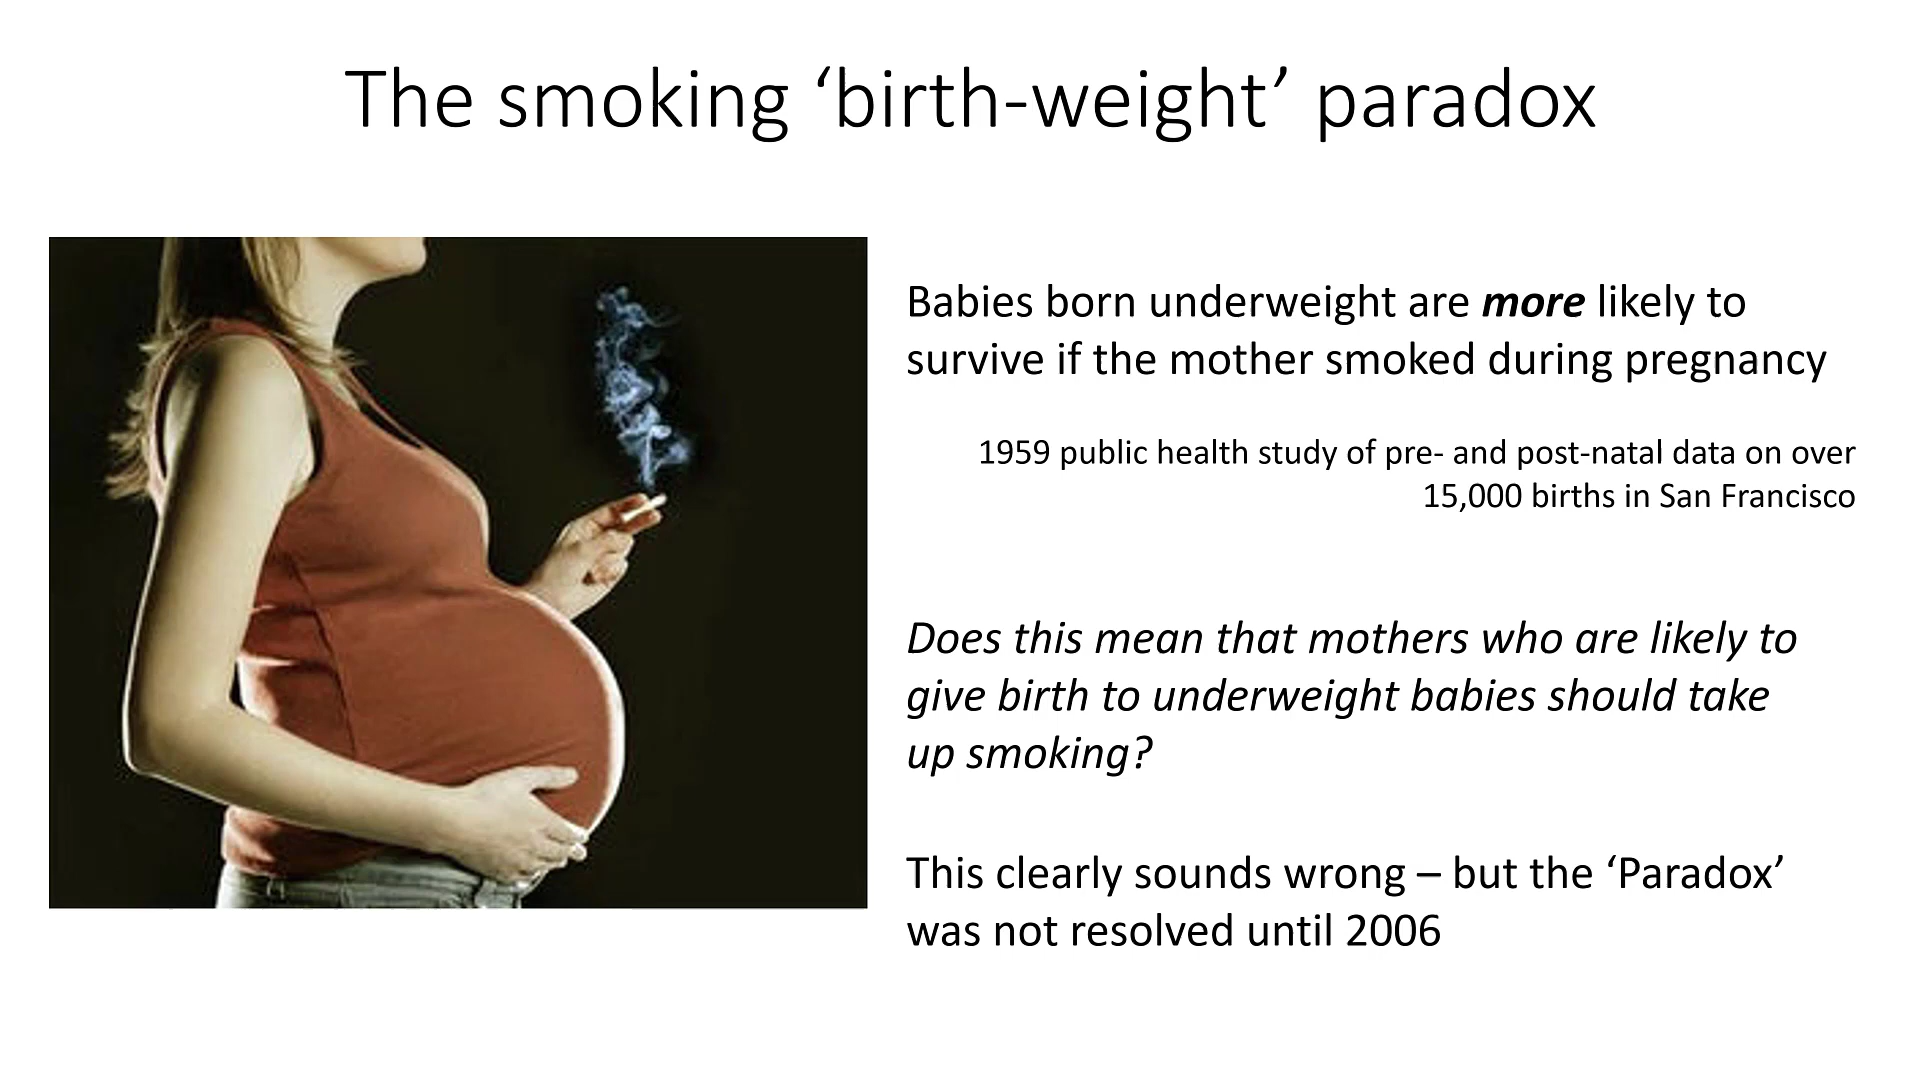 The smoking ‘birth-weight’ paradox
Babies born underweight are more likely to
survive if the mother smoked during pregnancy
1959 public health study of pre- and post-natal data on over
15,000 births in San Francisco
Does this mean that mothers who are likely to
give birth to underweight babies should take
up smoking?
This clearly sounds wrong – but the ‘Paradox’
was not resolved until 2006